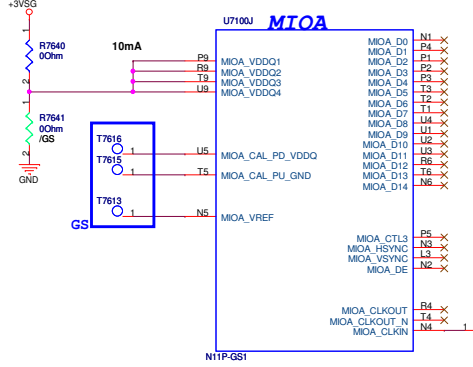 +3VSG
U7100J
MIOA
1
R7640
0Ohm
2
10mA
P9
MIOA_VDDQ1
R9
MIOA_VDDQ2
T9
MIOA_VDDQ3
U9
MIOA_VDDQ4
1
R7641
0Ohm
/GS
2
GND
T7616
1
U5
MIOA_CAL_PD_VDDQ
T7615
1
T5
MIOA_CAL_PU_GND
T7613
1
N5
MIOA_VREF
GS
MIOA_D0
N1
MIOA_D1
P4
MIOA_D2
P1
MIOA_D3
P2
MIOA_D4
P3
MIOA_D5
T3
MIOA_D6
T2
MIOA_D7
T1
MIOA_D8
U4
MIOA_D9
U1
MIOA_D10
U2
MIOA_D11
U3
MIOA_D12
R6
MIOA_D13
T6
MIOA_D14
N6
MIOA_CTL3
P5
MIOA_HSYNC
N3
MIOA_VSYNC
L3
MIOA_DE
N2
MIOA_CLKOUT
R4
MIOA_CLKOUT_N
T4
MIOA_CLKIN
N4
1
N11P-GS1